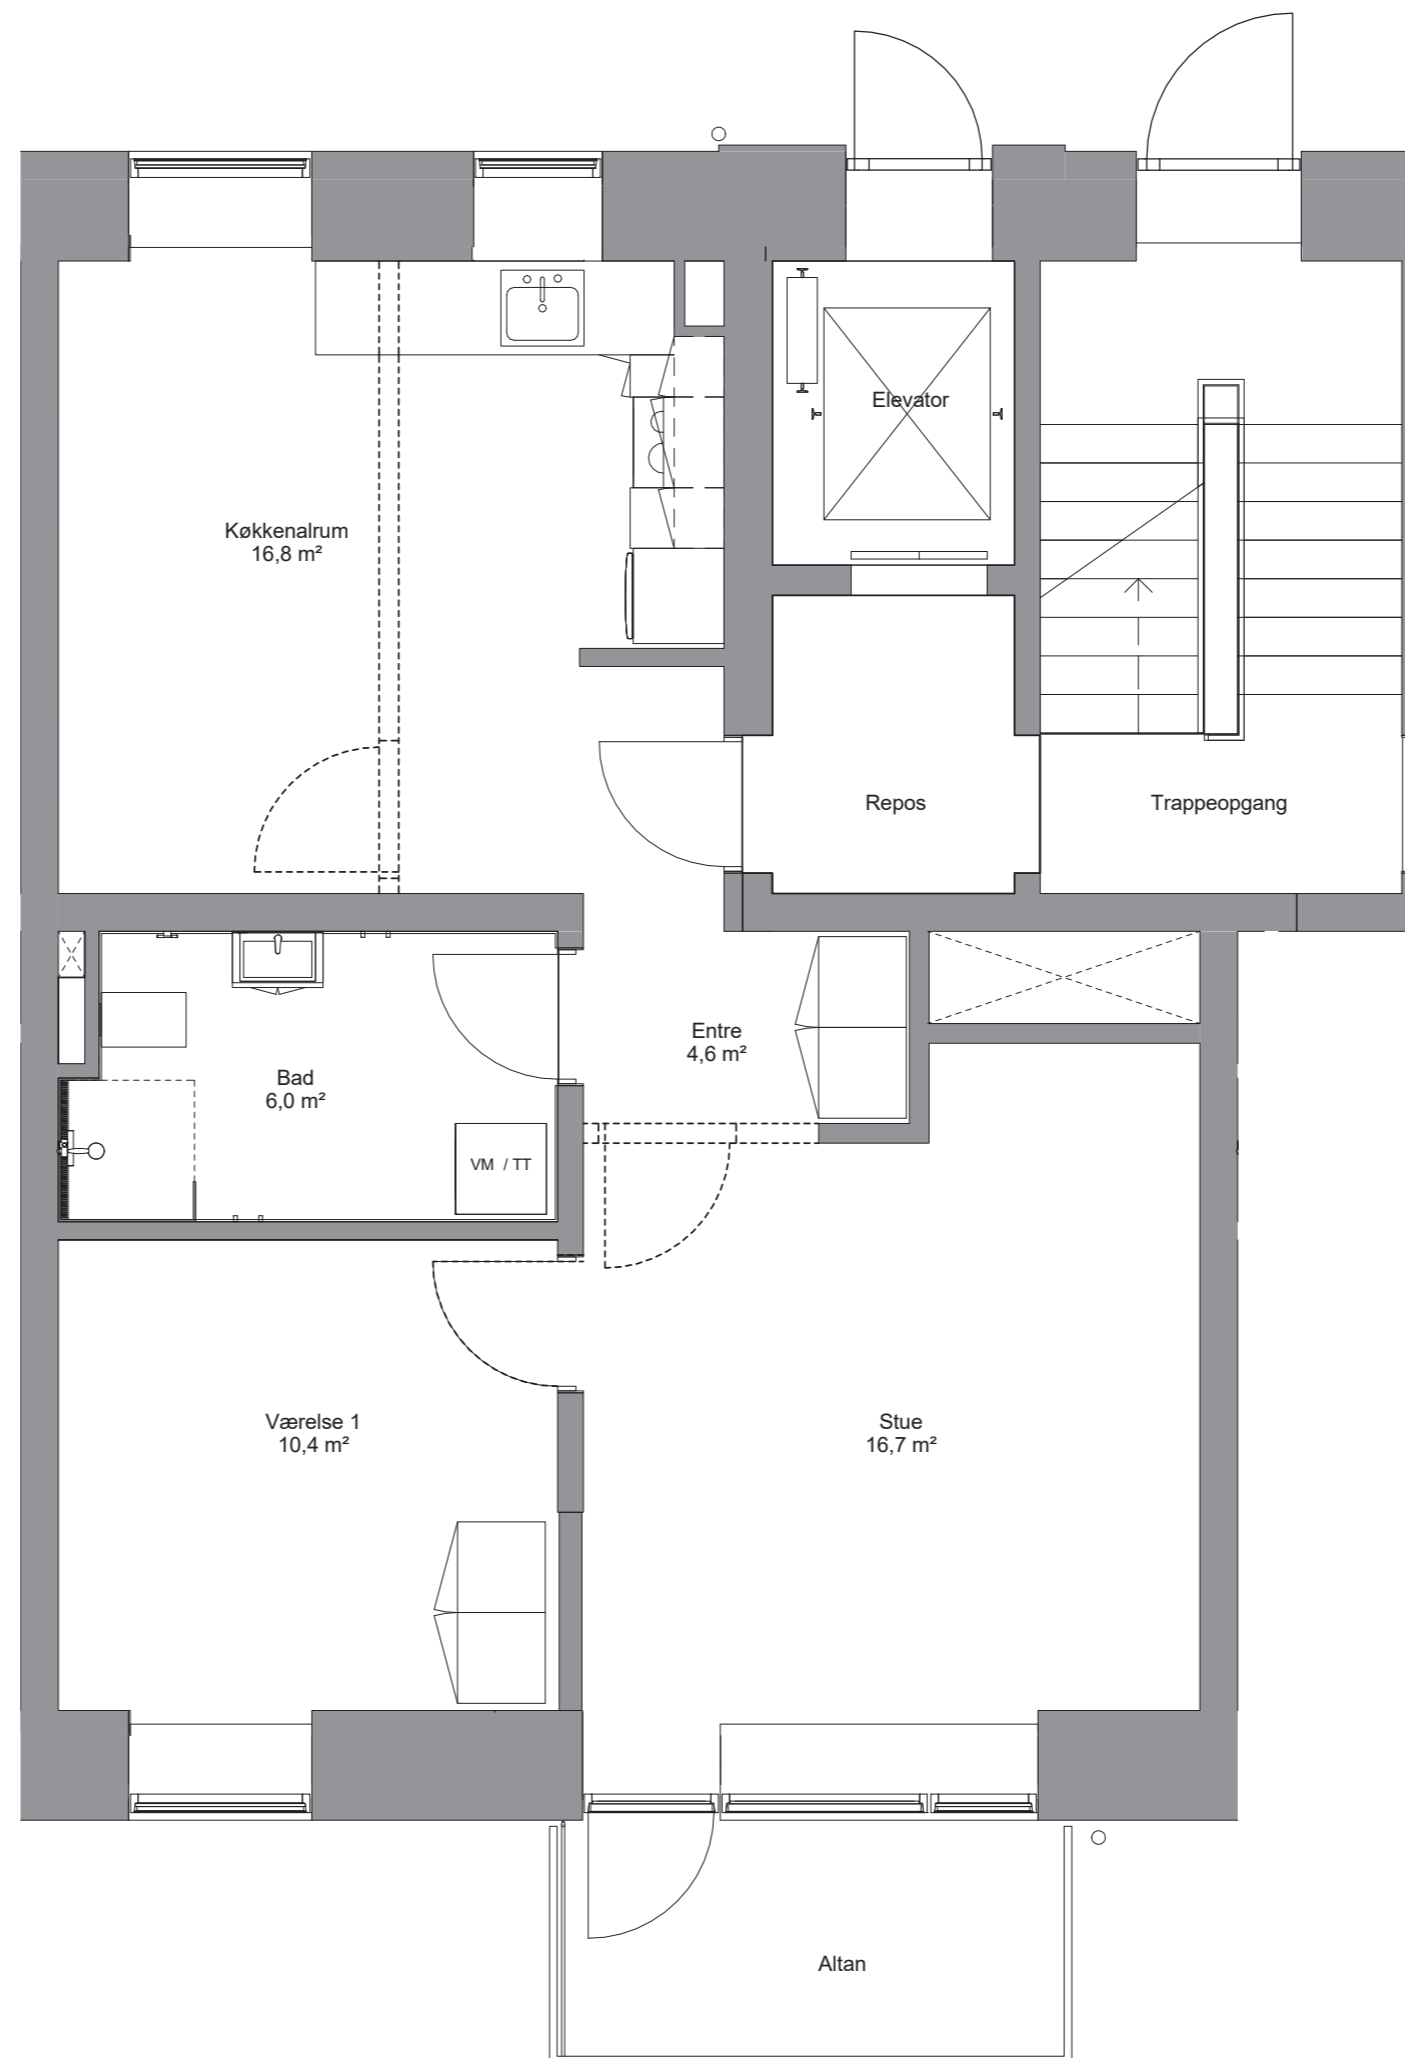 Elevator
Køkkenalrum
16,8 m²
Repos
Trappeopgang
Entre
4,6 m²
Bad
6,0 m²
VM / TT
Værelse 1
10,4 m²
Stue
16,7 m²
Altan